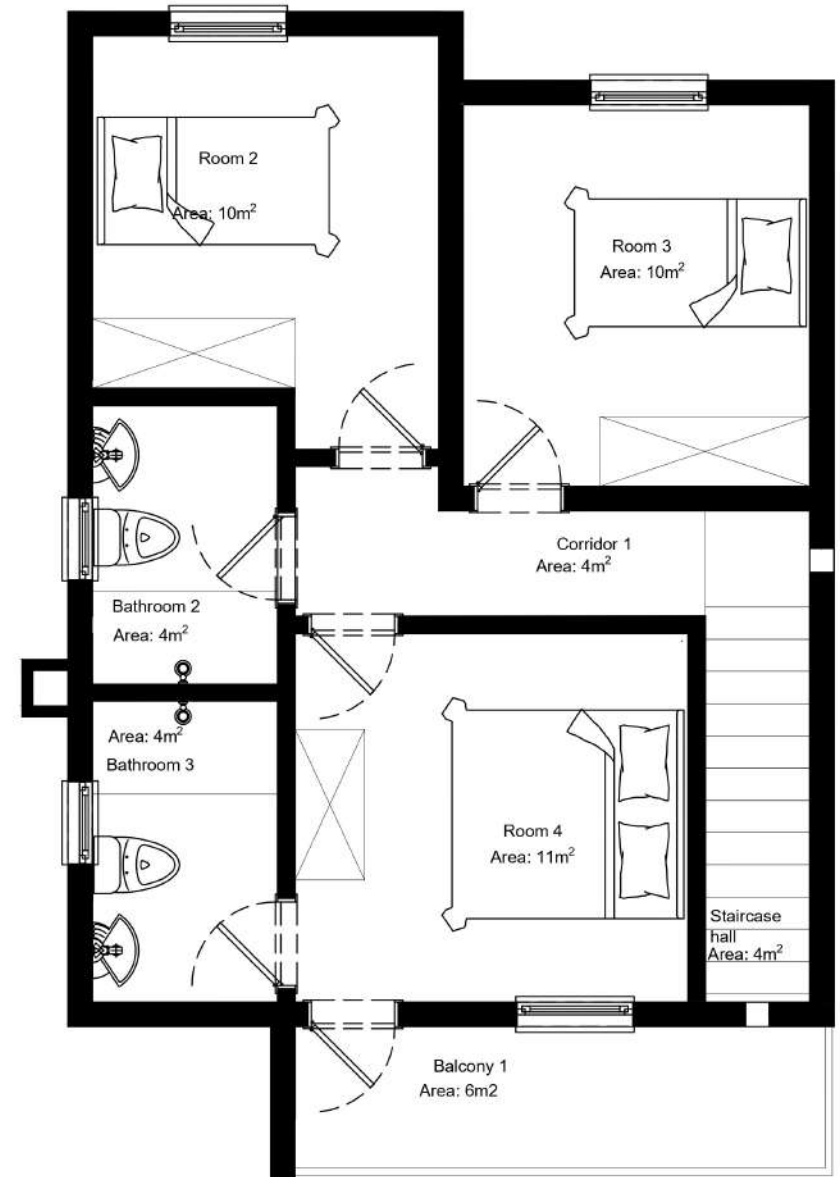 Room 2
Area: 10m²
Room 3
Area: 10m²
Corridor 1
Area: 4m²
Bathroom 2
Area: 4m²
Area: 4m²
Bathroom 3
Room 4
Area: 11m²
Staircase
hall
Area: 4m²
Balcony 1
Area: 6m2